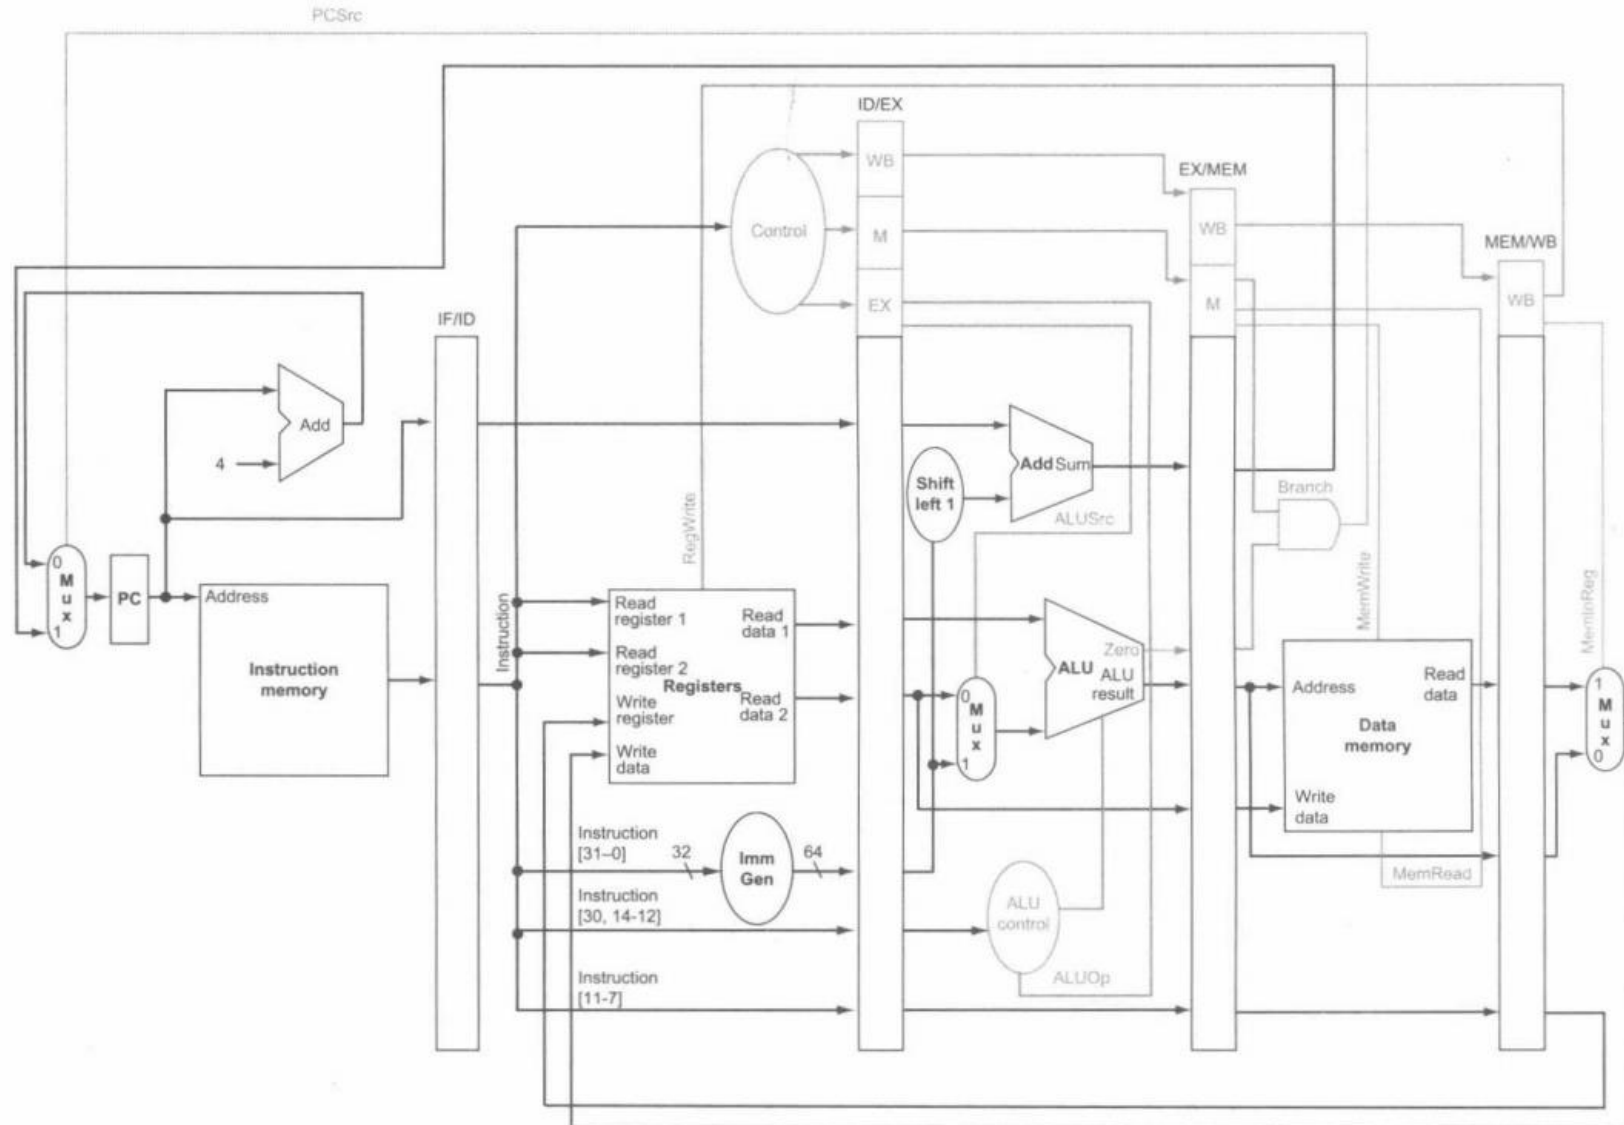 PCSrc
ID/EX
WB
EX/MEM
Control
M
WB
MEM/WB
EX
M
WB
IF/ID
Add
4
Shift
left 1
Add Sum
ALUSrc
Branch
RegWrite
MemWrite
MemInReg
0
M
u
x
1
PC
Address
Instruction
memory
Instruction
Read
register 1
Read
data 1
Read
register 2
Registers
Write
register
Read
data 2
Write
data
0
M
u
x
1
Zero
ALU
ALU
result
Address
Read
data
Data
memory
Write
data
1
M
u
x
0
Instruction
[31–0]
32
Imm
Gen
64
MemRead
Instruction
[30, 14-12]
ALU
control
ALUOp
Instruction
[11-7]